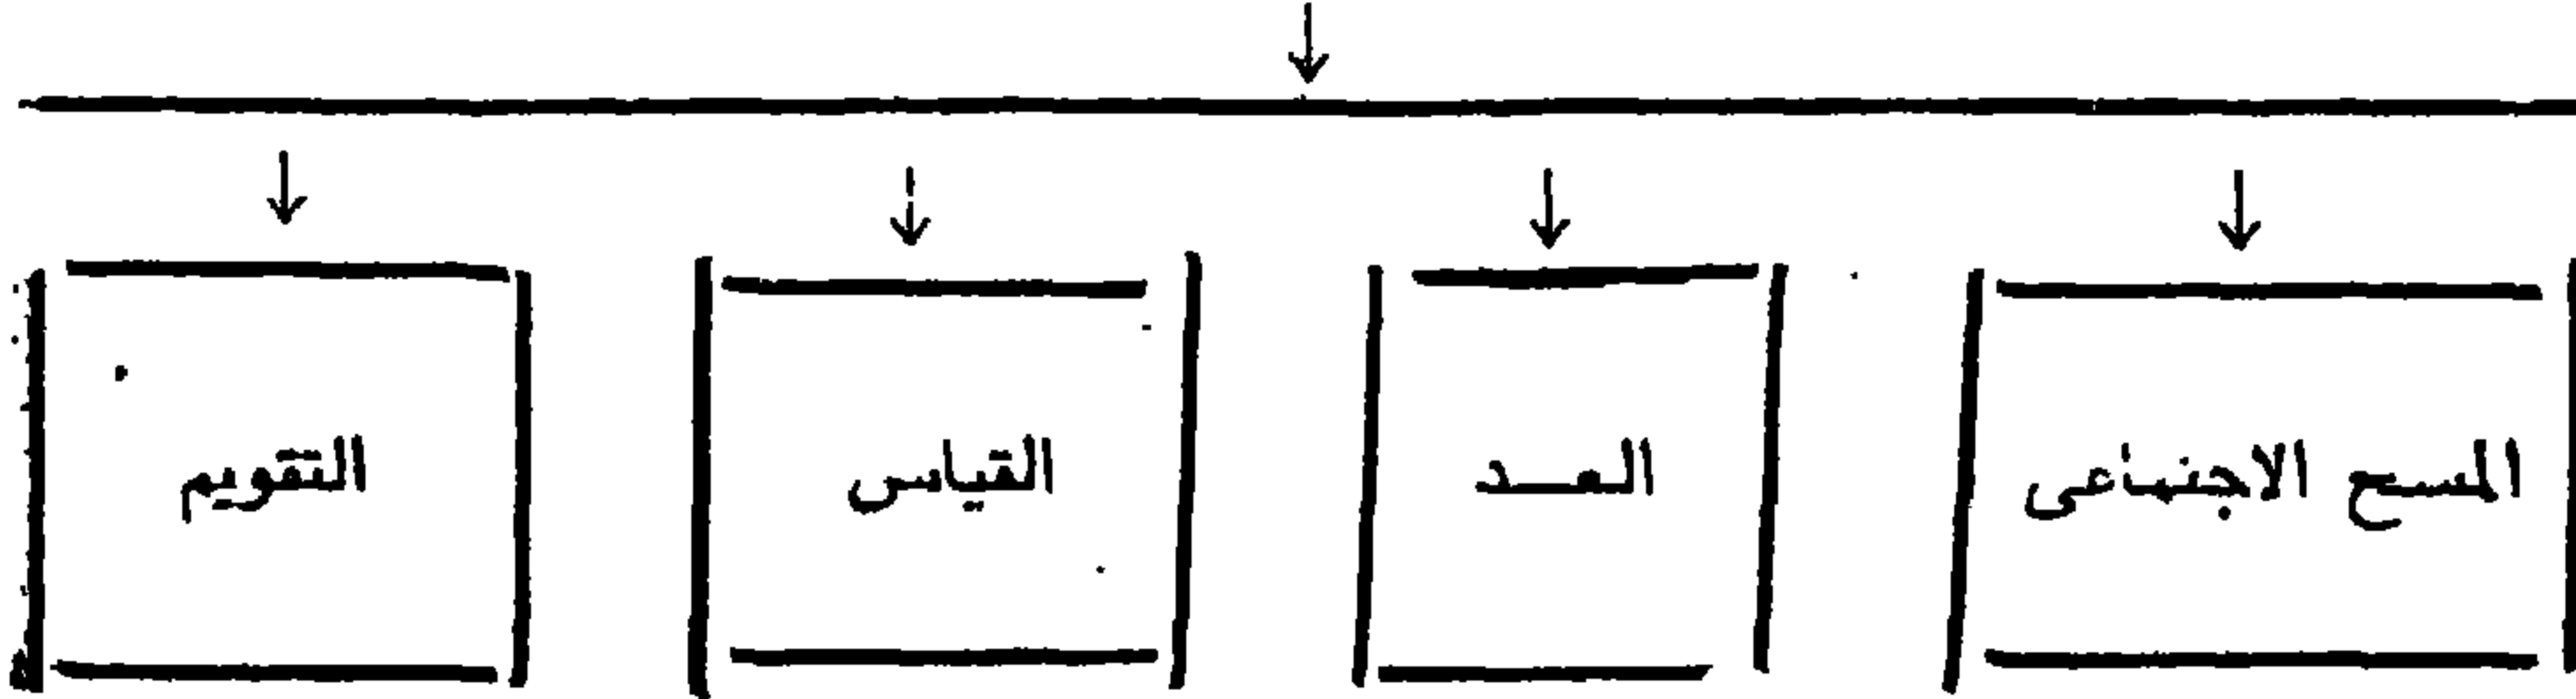 المسح الاجتماعى
العد
القياس
التقويم